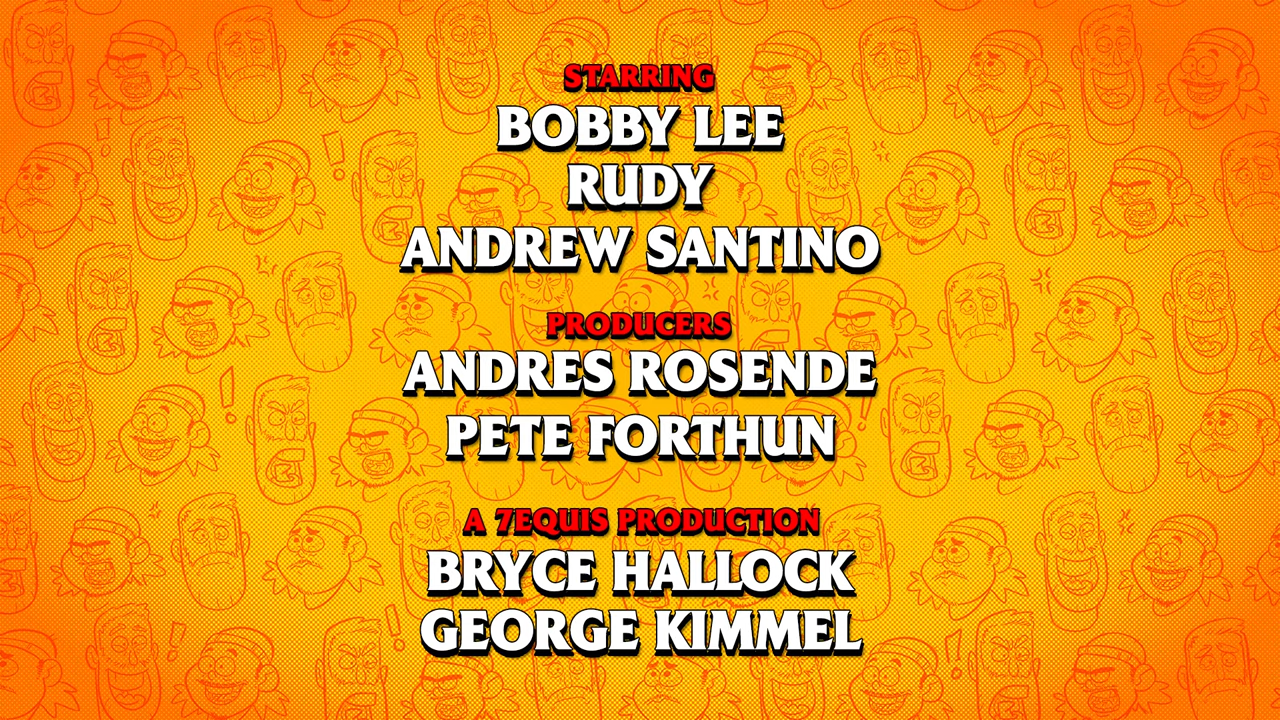 STARRING
BOBBY LEE
RUDY
ANDREW SANTINO
PRODUCERS
ANDRES ROSENDE
PETE FORTHUN
A 7EQUIS PRODUCTION
BRYCE HALLOCK
GEORGE KIMMEL